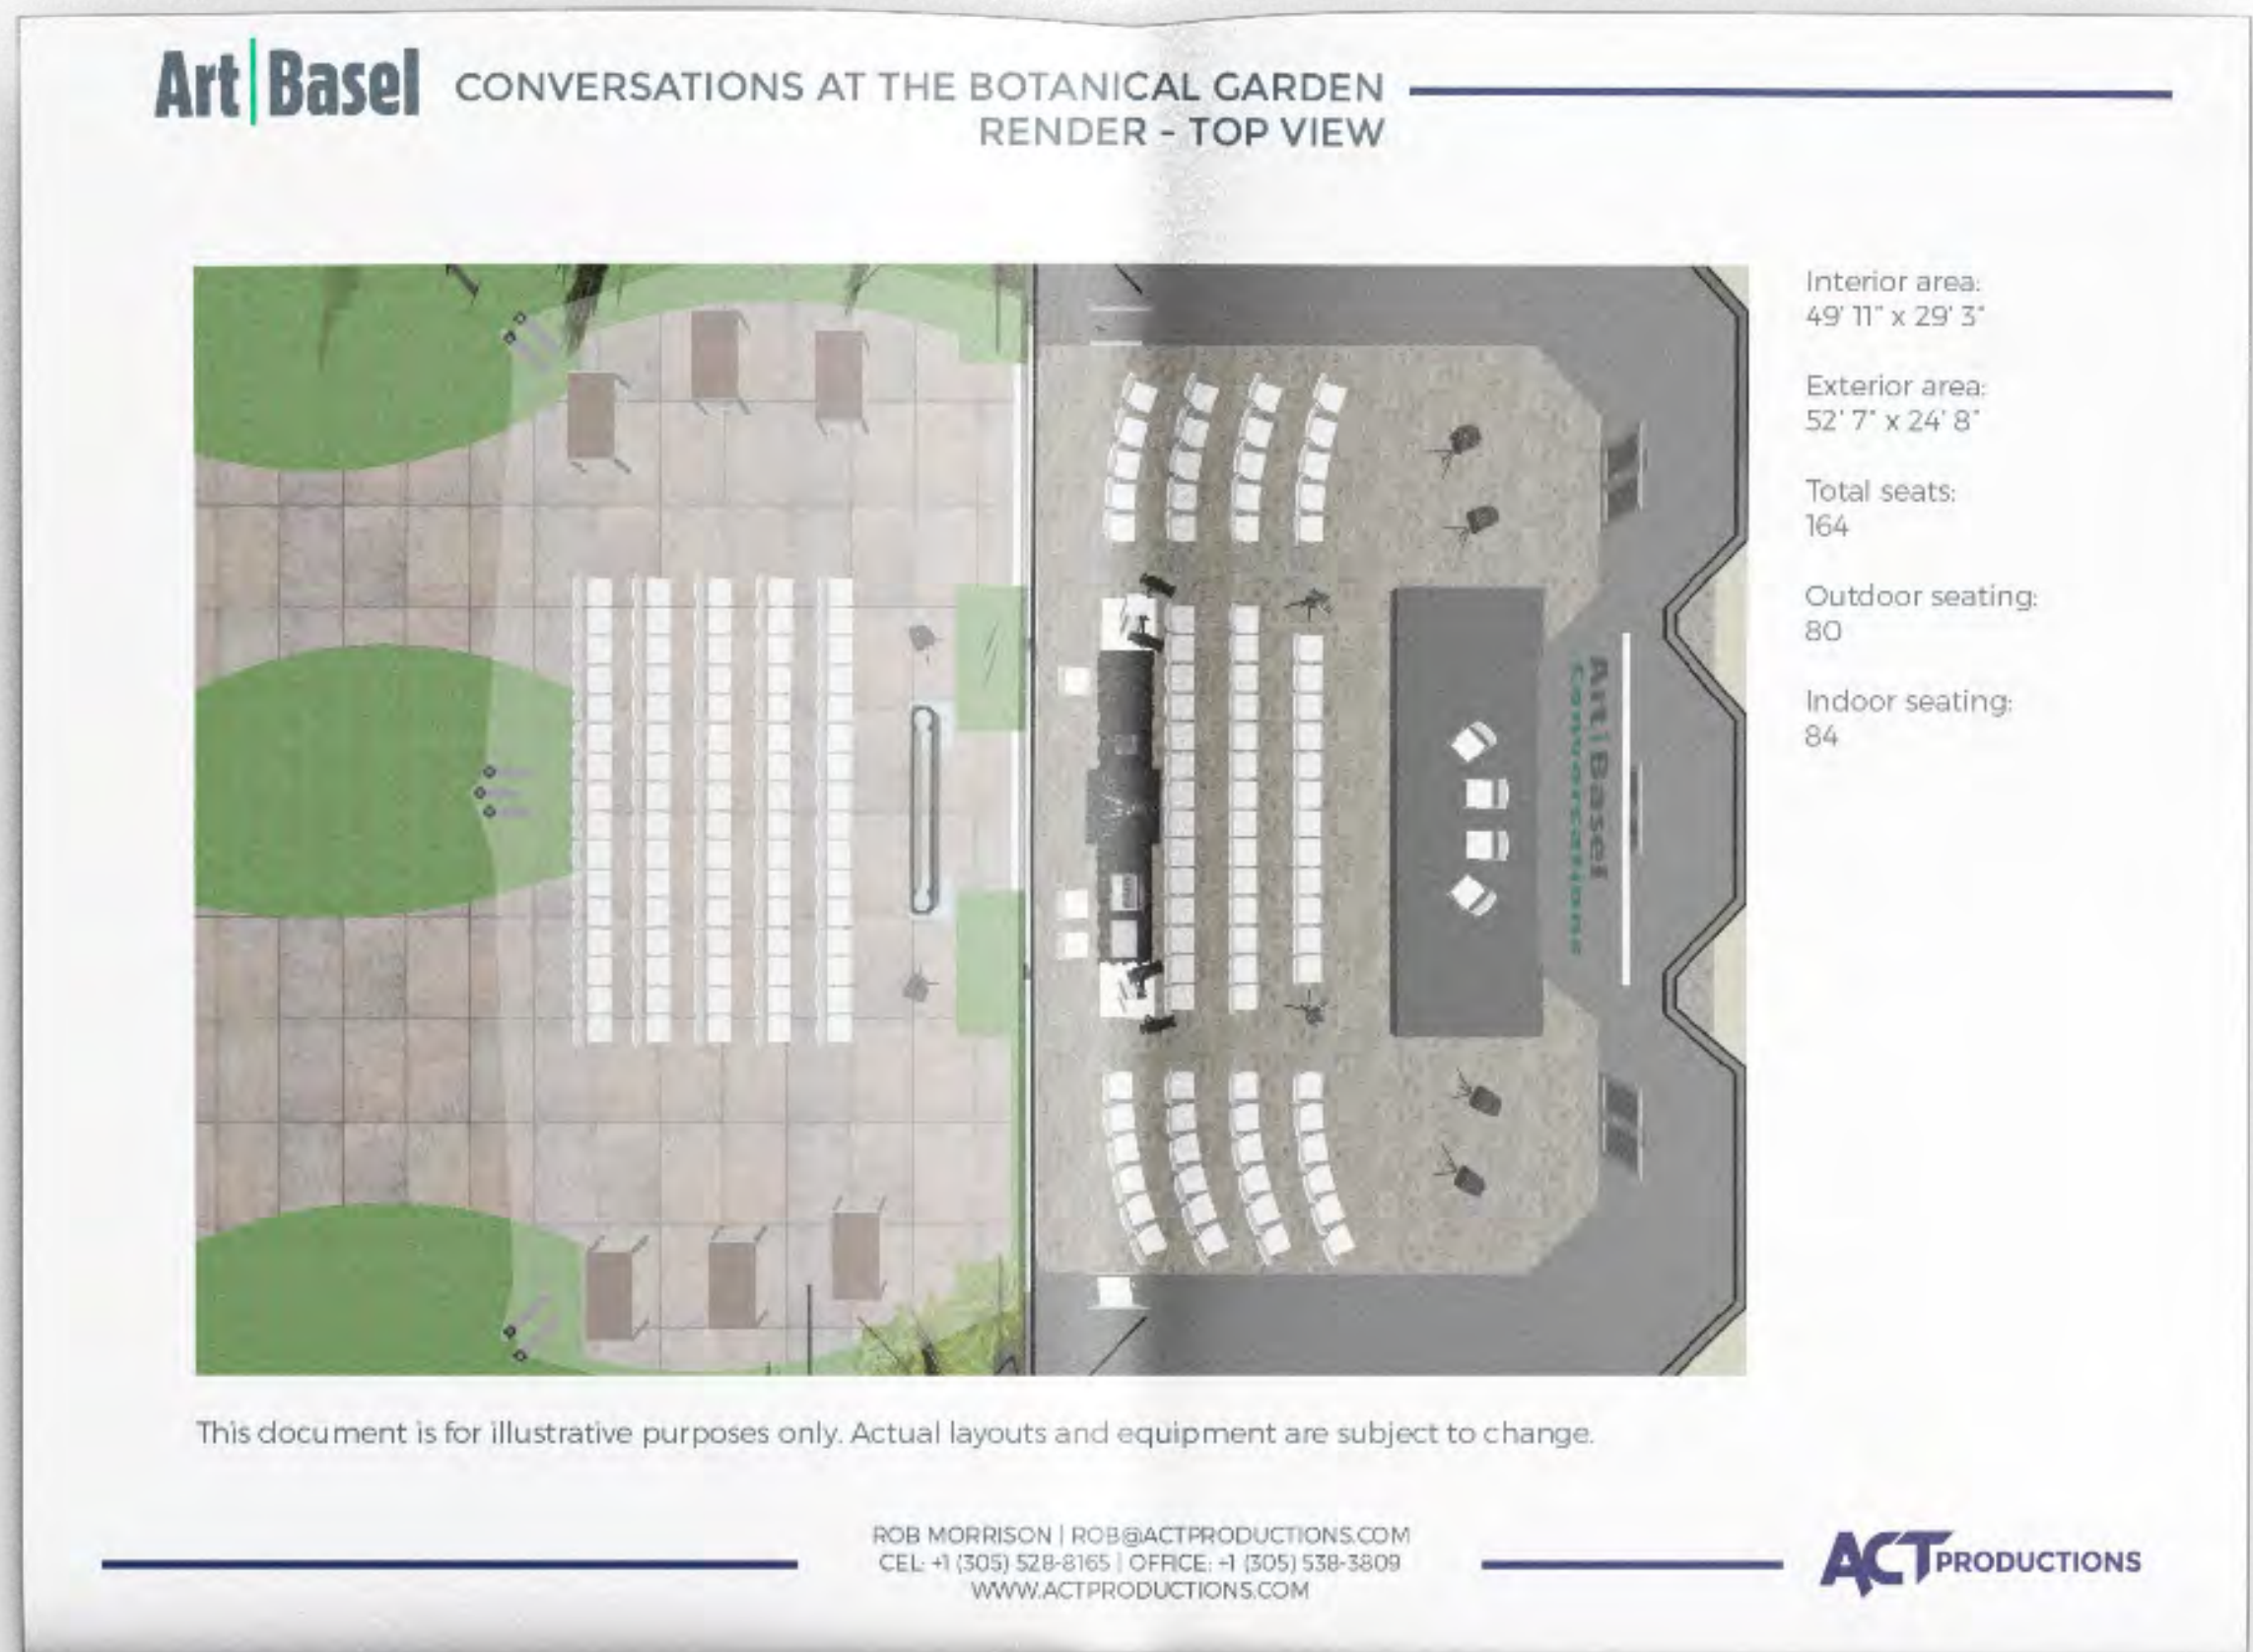 Art|Basel
CONVERSATIONS AT THE BOTANICAL GARDEN
RENDER - TOP VIEW
Interior area:
49' 11" x 29' 3"
Exterior area:
52' 7" x 24' 8"
Total seats:
164
Outdoor seating:
80
Indoor seating:
84
Art|Basel
Conversations
This document is for illustrative purposes only. Actual layouts and equipment are subject to change.
ROB MORRISON | ROB@ACTPRODUCTIONS.COM
CEL: +1 (305) 528-8165 | OFFICE: +1 (305) 538-3809
WWW.ACTPRODUCTIONS.COM
ACT PRODUCTIONS